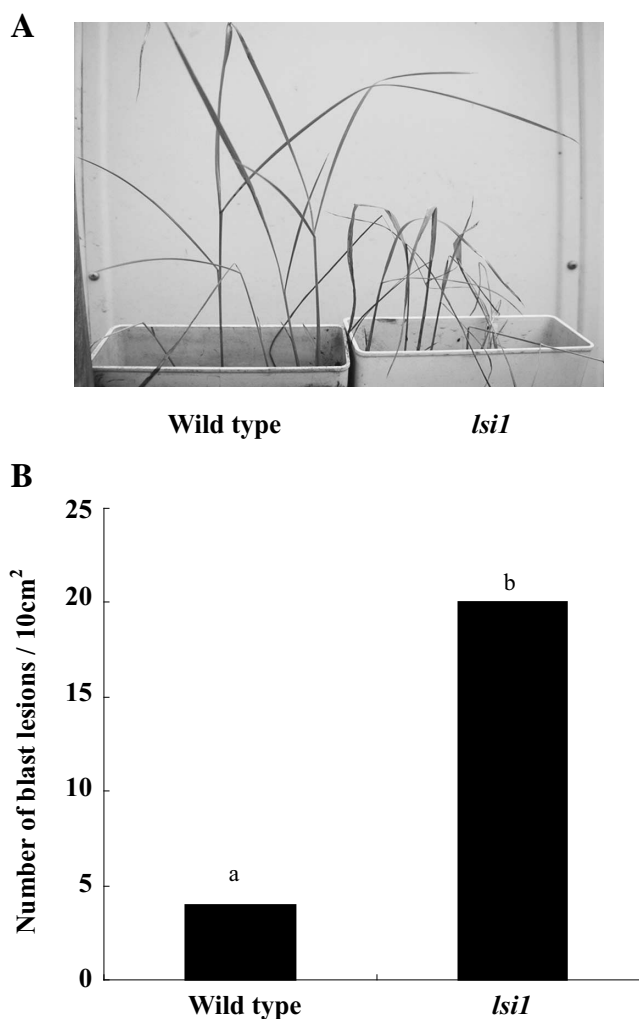 A
Wild type lsi1
B
Number of blast lesions / 10cm²
25
20
15
10
5
0
a
b
Wild type lsi1